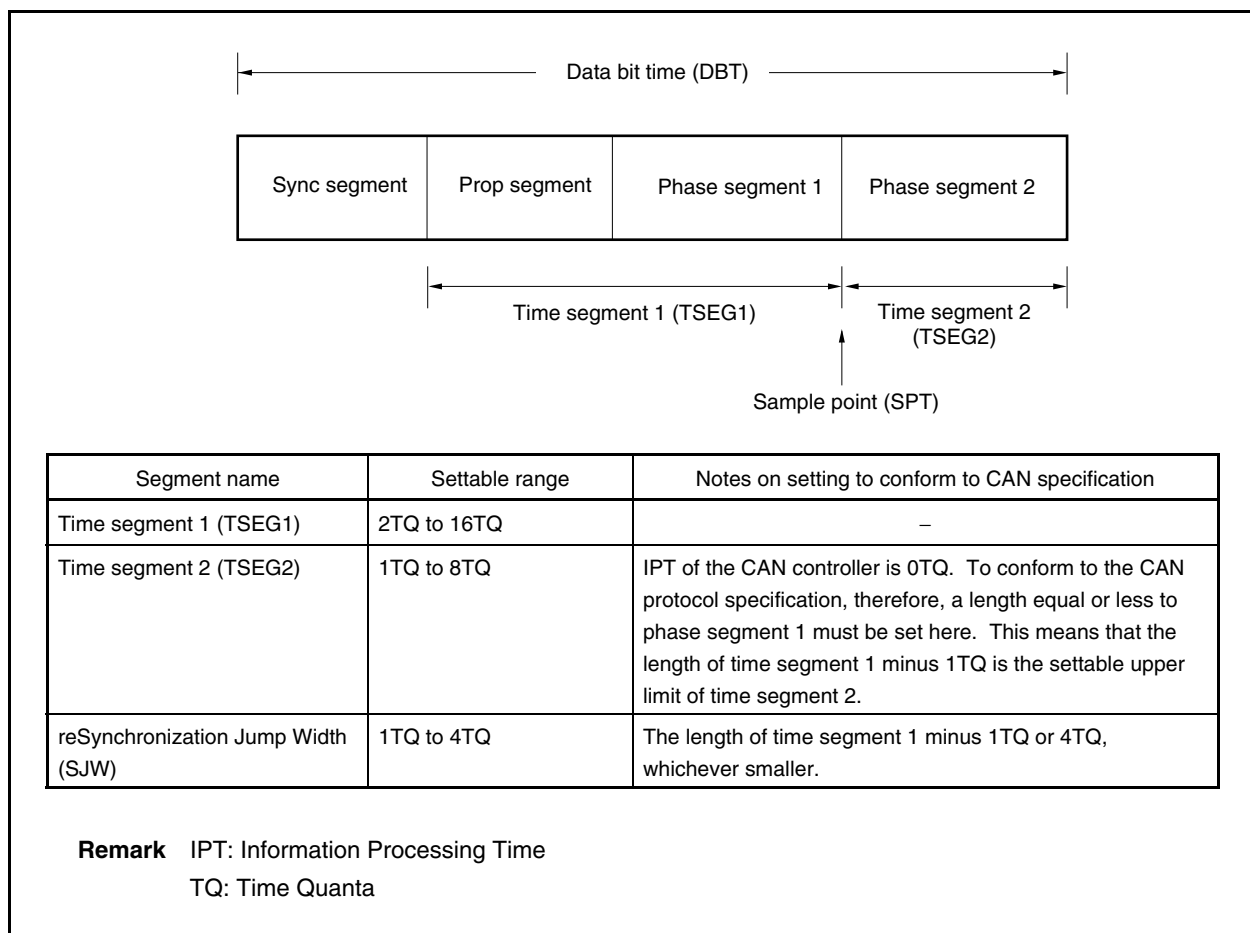 Data bit time (DBT)
Sync segment
Prop segment
Phase segment 1
Phase segment 2
Time segment 1 (TSEG1)
Time segment 2
(TSEG2)
Sample point (SPT)
Segment name
Settable range
Notes on setting to conform to CAN specification
Time segment 1 (TSEG1)
2TQ to 16TQ
–
Time segment 2 (TSEG2)
1TQ to 8TQ
IPT of the CAN controller is 0TQ. To conform to the CAN
protocol specification, therefore, a length equal or less to
phase segment 1 must be set here. This means that the
length of time segment 1 minus 1TQ is the settable upper
limit of time segment 2.
reSynchronization Jump Width
(SJW)
1TQ to 4TQ
The length of time segment 1 minus 1TQ or 4TQ,
whichever smaller.
Remark IPT: Information Processing Time
TQ: Time Quanta